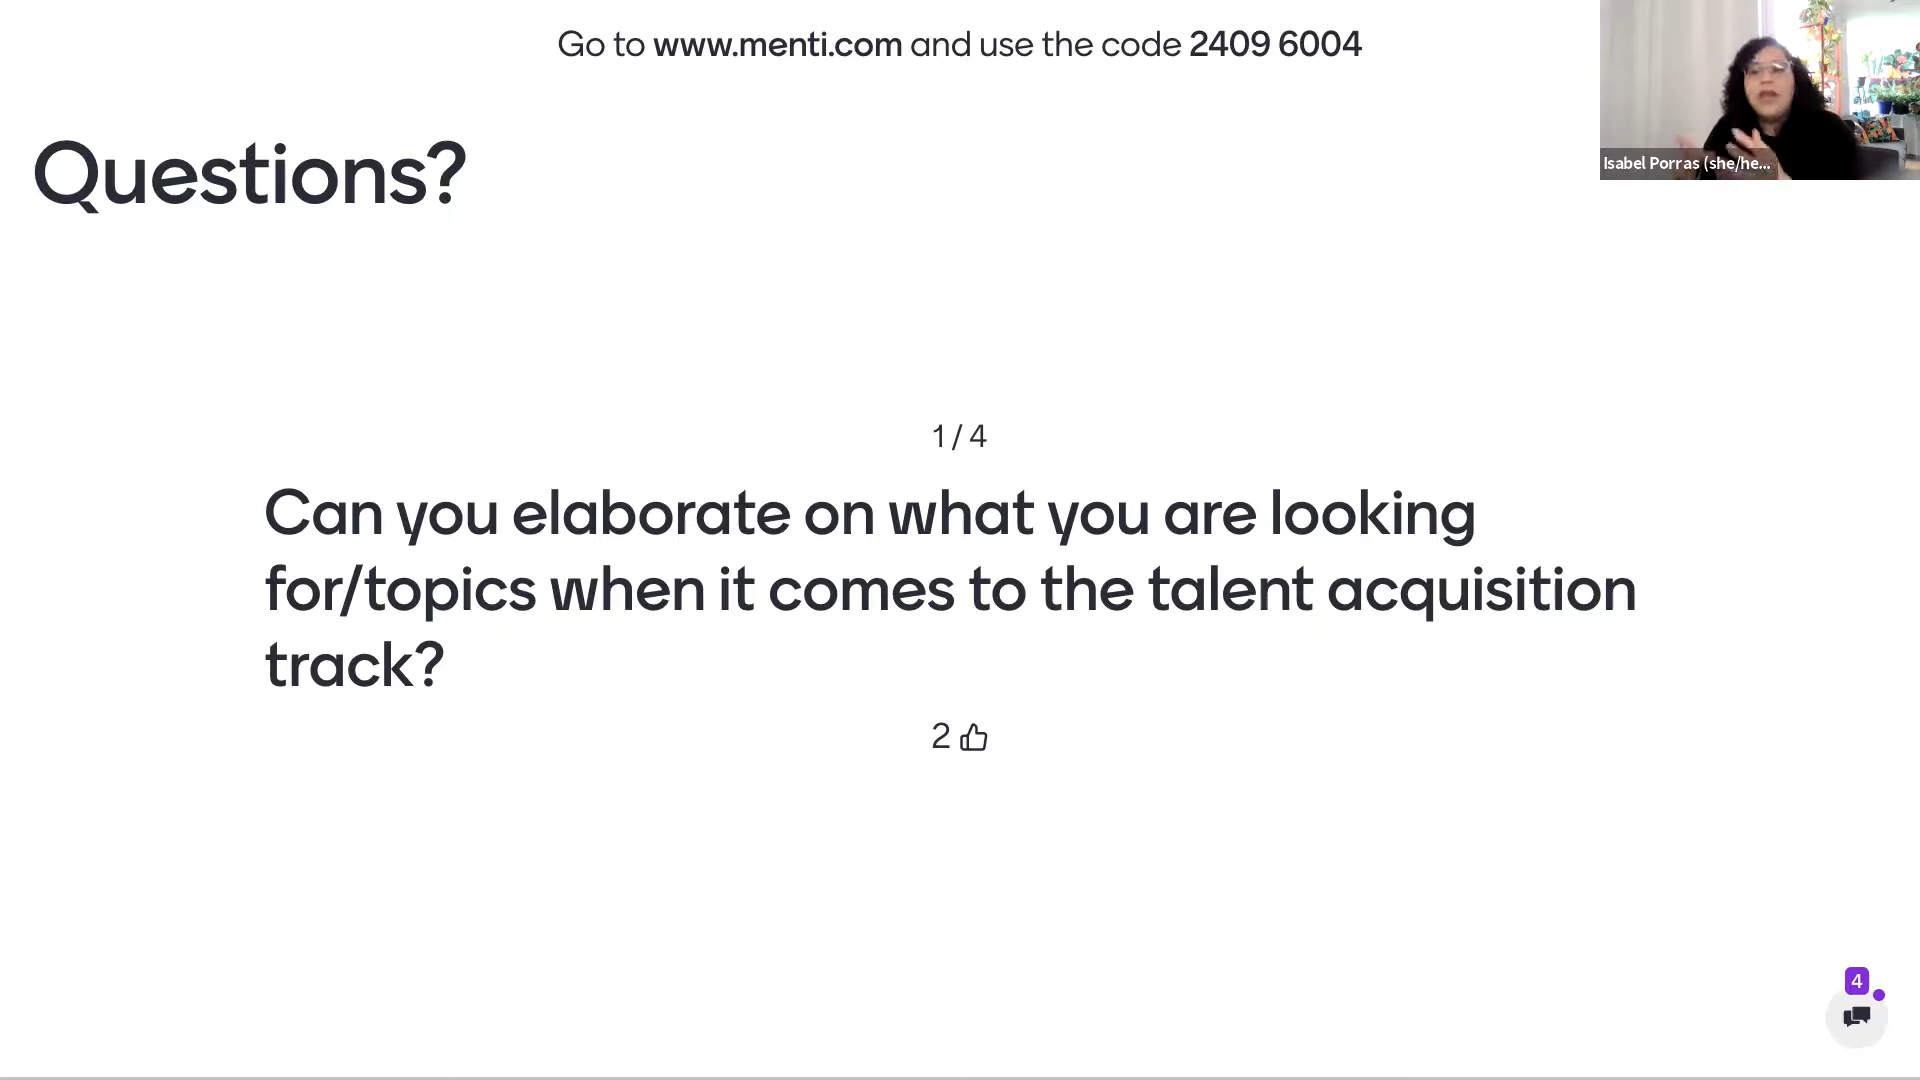 Go to www.menti.com and use the code 2409 6004
Isabel Porras (she/he...
Questions?
1 / 4
Can you elaborate on what you are looking
for/topics when it comes to the talent acquisition
track?
2
4